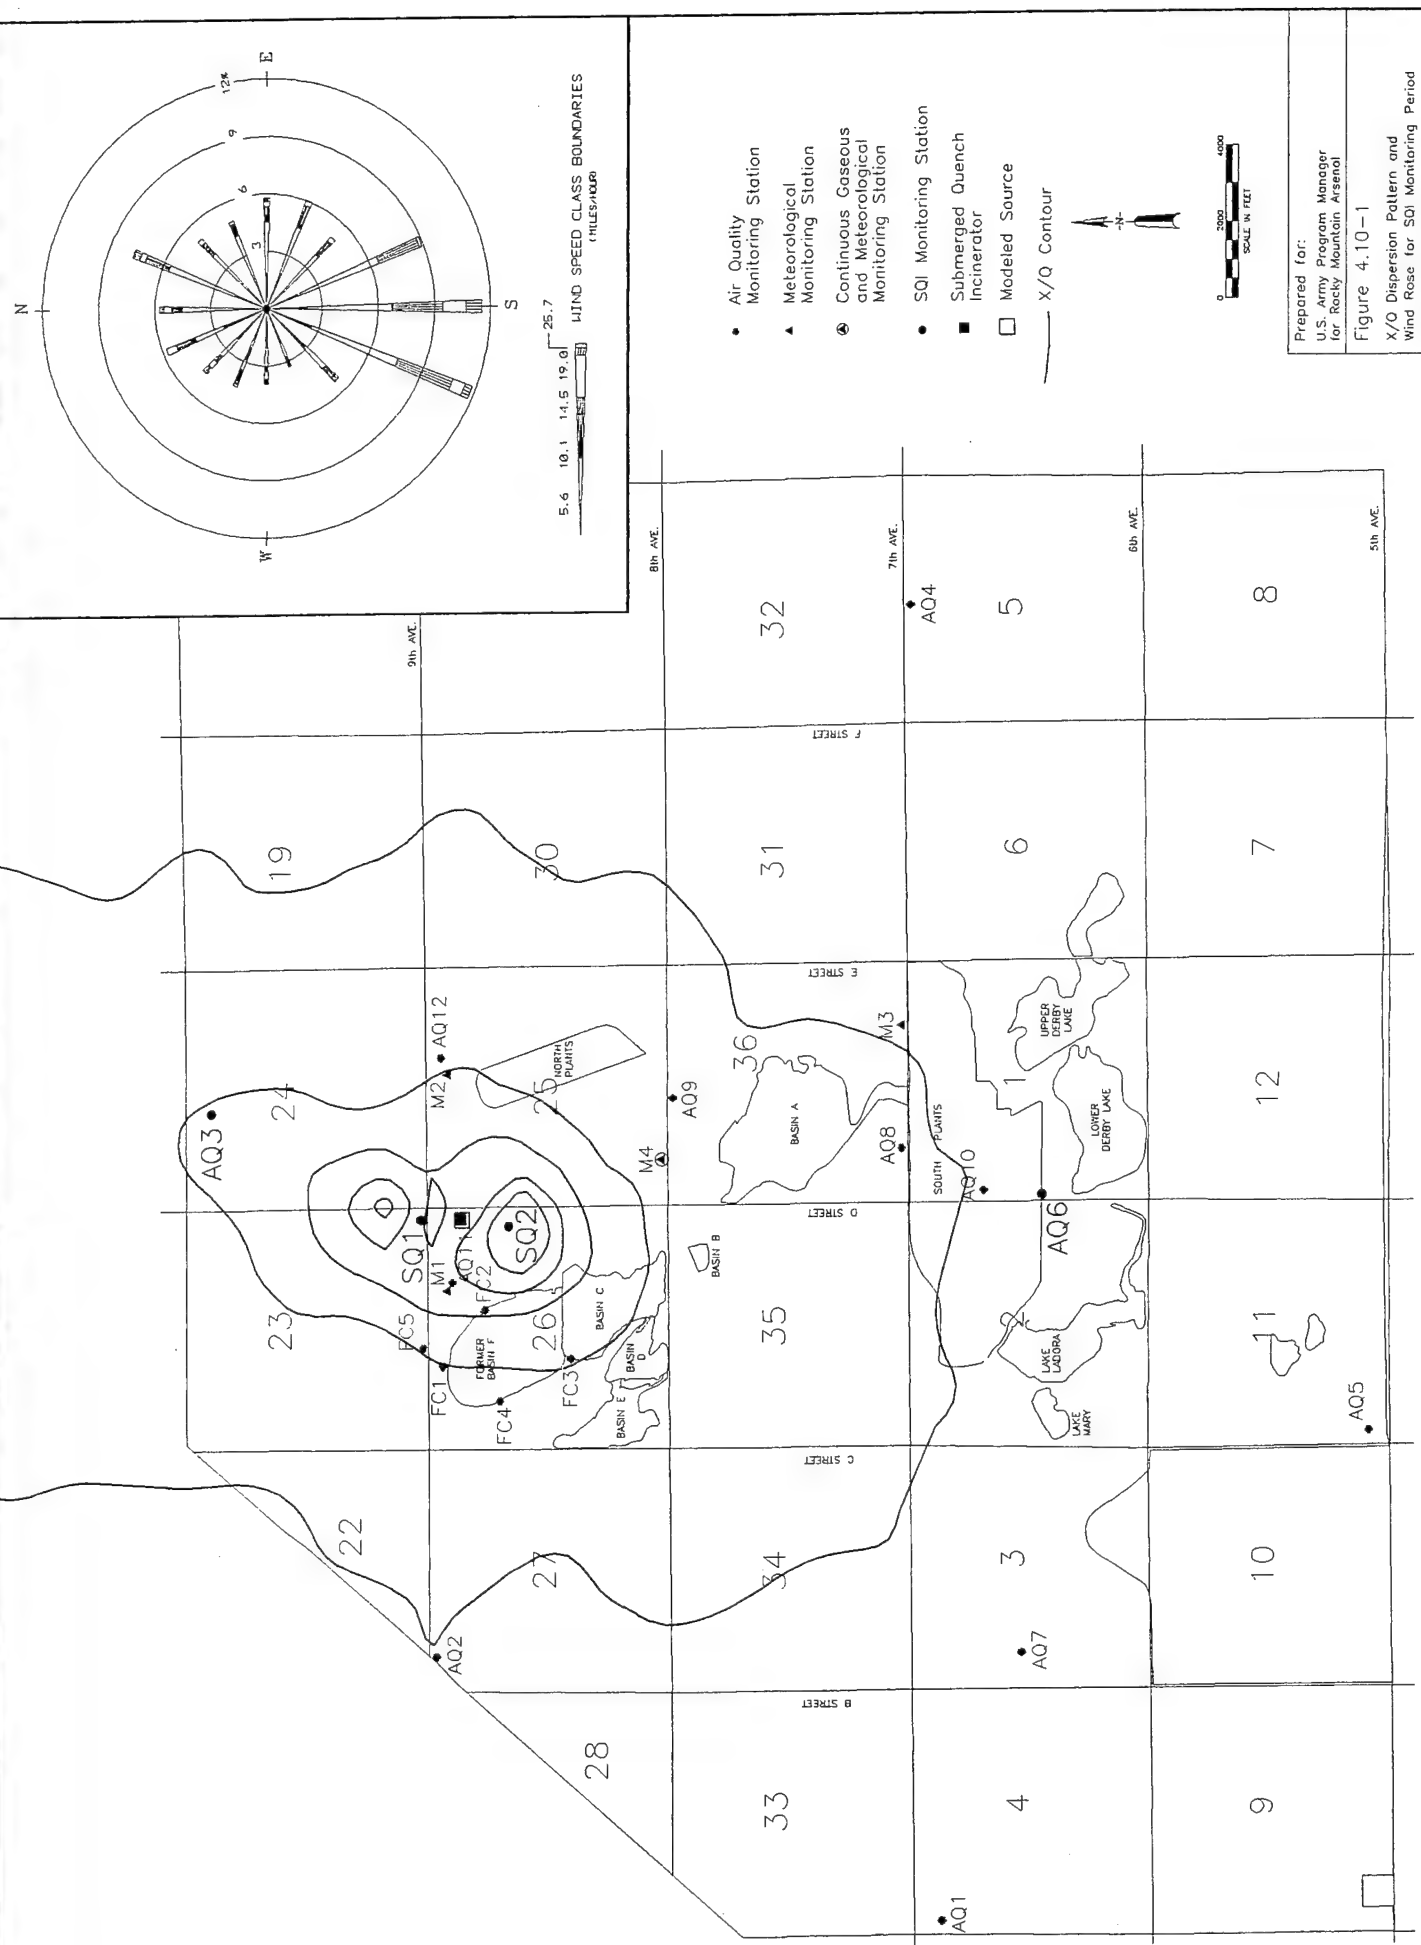 N
E
S
W
12%
9
6
3
5.6 10.1 14.5 19.0 25.7
WIND SPEED CLASS BOUNDARIES
(MILES/HOUR)
Air Quality
Monitoring Station
Meteorological
Monitoring Station
Continuous Gaseous
and Meteorological
Monitoring Station
SQI Monitoring Station
Submerged Quench
Incinerator
Modeled Source
X/Q Contour
-N-
0 2000 4000
SCALE IN FEET
Prepared for:
U.S. Army Program Manager
for Rocky Mountain Arsenal
Figure 4.10-1
X/Q Dispersion Pattern and
Wind Rose for SQI Monitoring Period
9th AVE.
8th AVE.
7th AVE.
6th AVE.
5th AVE.
B STREET
C STREET
D STREET
E STREET
F STREET
22
23
24
19
AQ3
AQ2
27
28
26
25
30
SQ1
SQ2
M1
AQ11
FC2
FC5
FC1
FC4
FC3
M2
AQ12
FORMER
BASIN F
BASIN C
BASIN
D
BASIN E
NORTH
PLANTS
33
34
35
36
31
32
M4
AQ9
BASIN B
BASIN A
AQ8
M3
AQ4
4
3
2
1
6
5
AQ1
AQ7
SOUTH PLANTS
AQ10
AQ6
LAKE
MARY
LAKE
LADORA
LOWER
DERBY LAKE
UPPER
DERBY
LAKE
9
10
11
12
7
8
AQ5